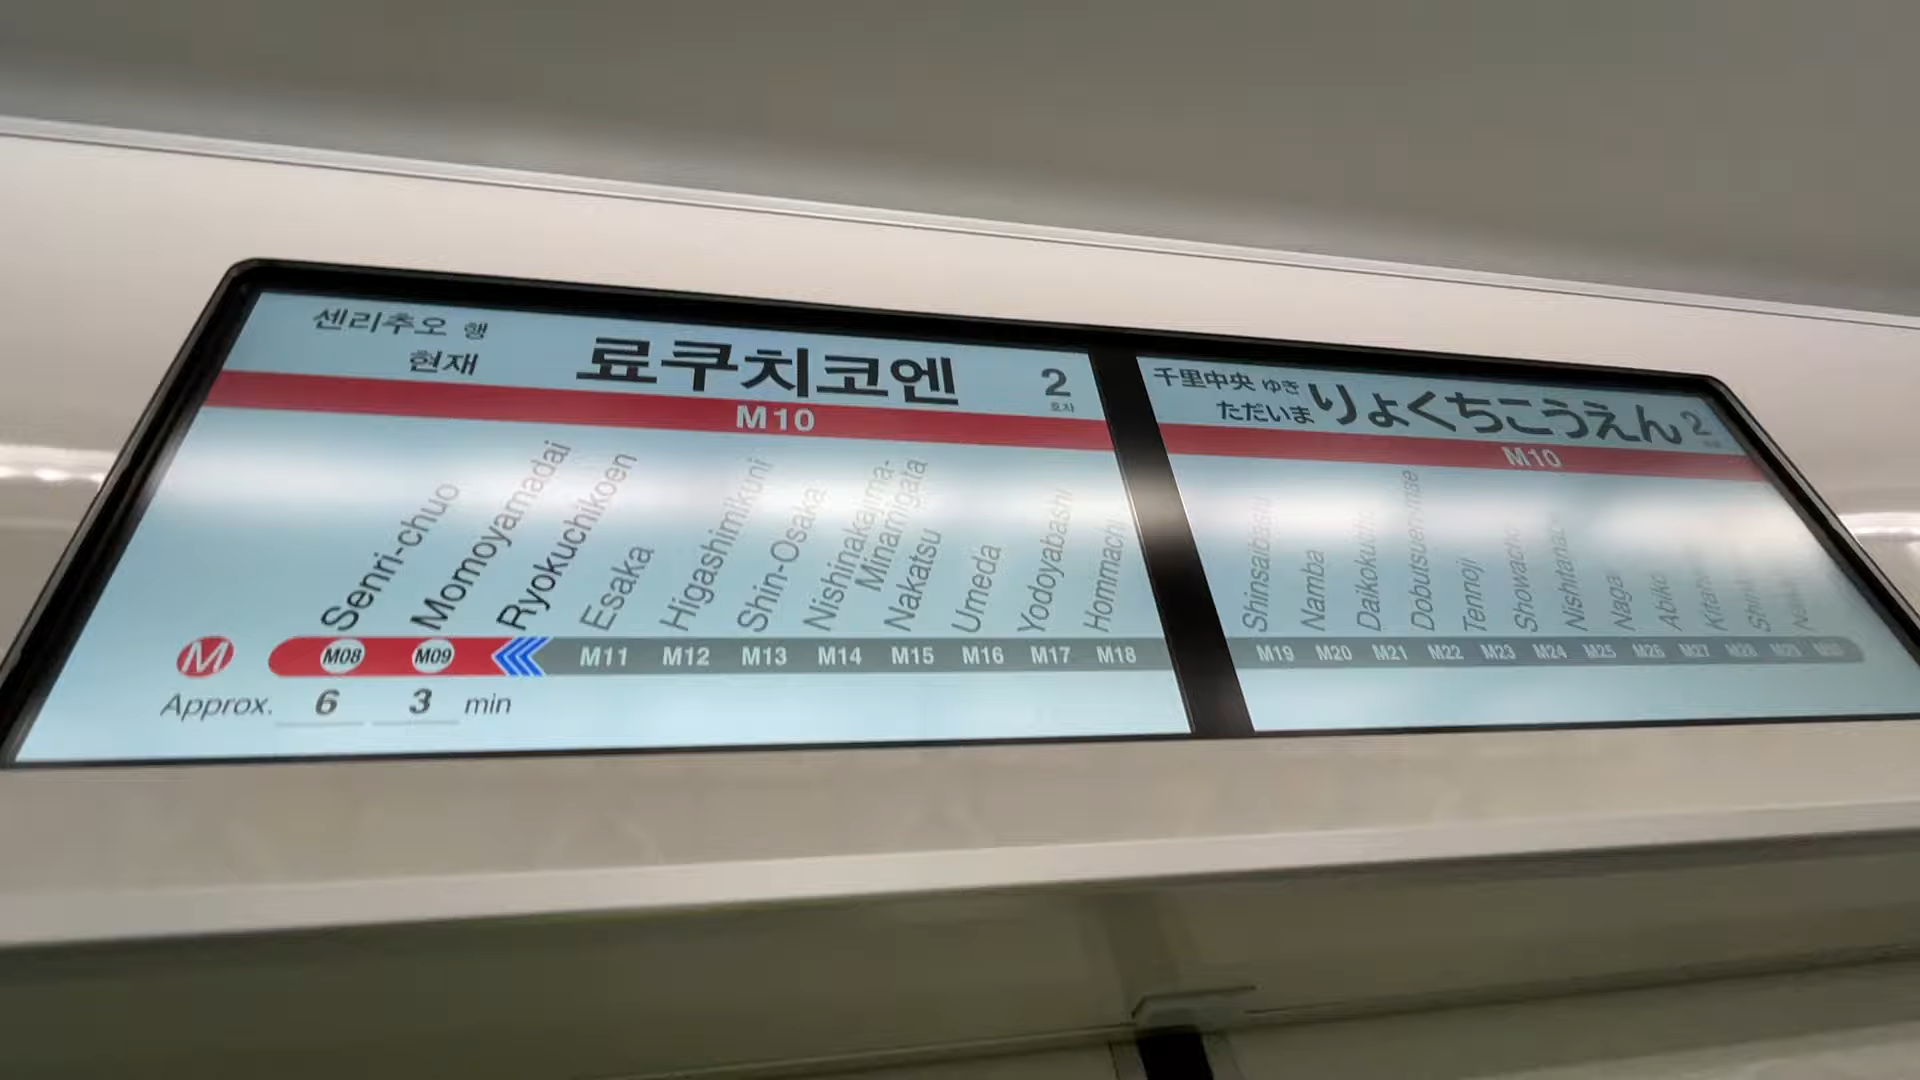 센리추오 행
현재
료쿠치코엔
2
호차
M10
Senri-chuo
Momoyamadai
Ryokuchikoen
Esaka
Higashimikuni
Shin-Osaka
Nishinakajima-
Minamigata
Nakatsu
Umeda
Yodoyabashi
Hommachi
M
M08
M09
M11
M12
M13
M14
M15
M16
M17
M18
Approx.
6
3
min
千里中央 ゆき
ただいま
りょくちこうえん
2
M10
Shinsaibashi
Namba
Dobutsuen-mae
Tennoji
Showacho
Nagai
Abiko
M19
M20
M21
M22
M23
M24
M25
M26
M27
M28
M29
M30